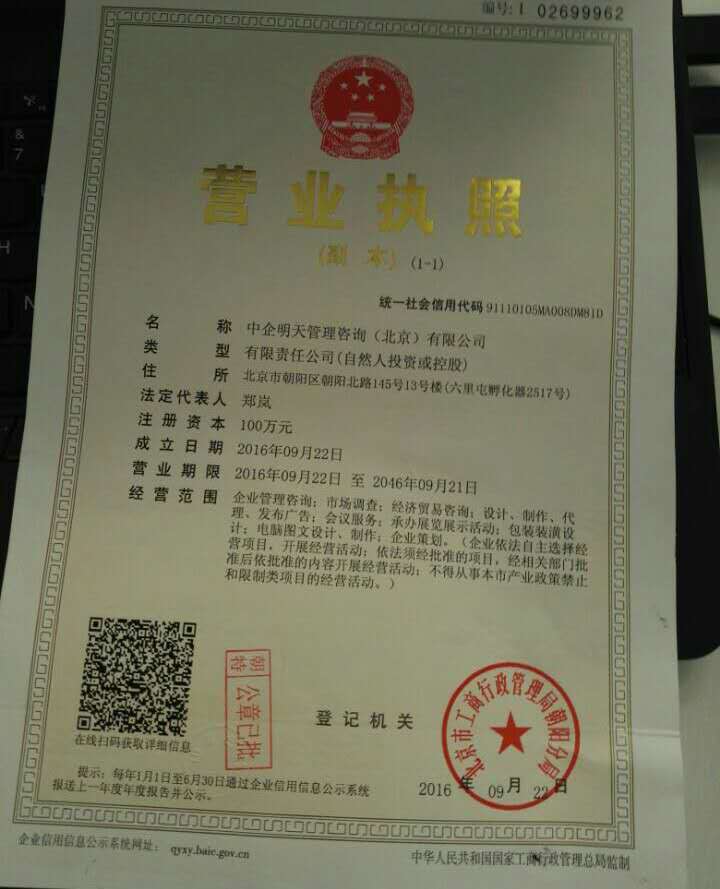 编号: 1 02699962
营业执照
(副本) (1-1)
统一社会信用代码 91110105MA008DM81D
名称 中企明天管理咨询（北京）有限公司
类型 有限责任公司(自然人投资或控股)
住所 北京市朝阳区朝阳北路145号13号楼(六里屯孵化器2517号)
法定代表人 郑岚
注册资本 100万元
成立日期 2016年09月22日
营业期限 2016年09月22日 至 2046年09月21日
经营范围 企业管理咨询；市场调查；经济贸易咨询；设计、制作、代
理、发布广告；会议服务；承办展览展示活动；包装装潢设
计；电脑图文设计、制作；企业策划。（企业依法自主选择经
营项目，开展经营活动；依法须经批准的项目，经相关部门批
准后依批准的内容开展经营活动；不得从事本市产业政策禁止
和限制类项目的经营活动。）
在线扫码获取详细信息
朝特
公章已批
登记机关
北京市工商行政管理局朝阳分局
2016 年 09 月 22 日
提示：每年1月1日至6月30日通过企业信用信息公示系统
报送上一年度年度报告并公示。
企业信用信息公示系统网址： qyxy.baic.gov.cn
中华人民共和国国家工商行政管理总局监制
&
7
H
N